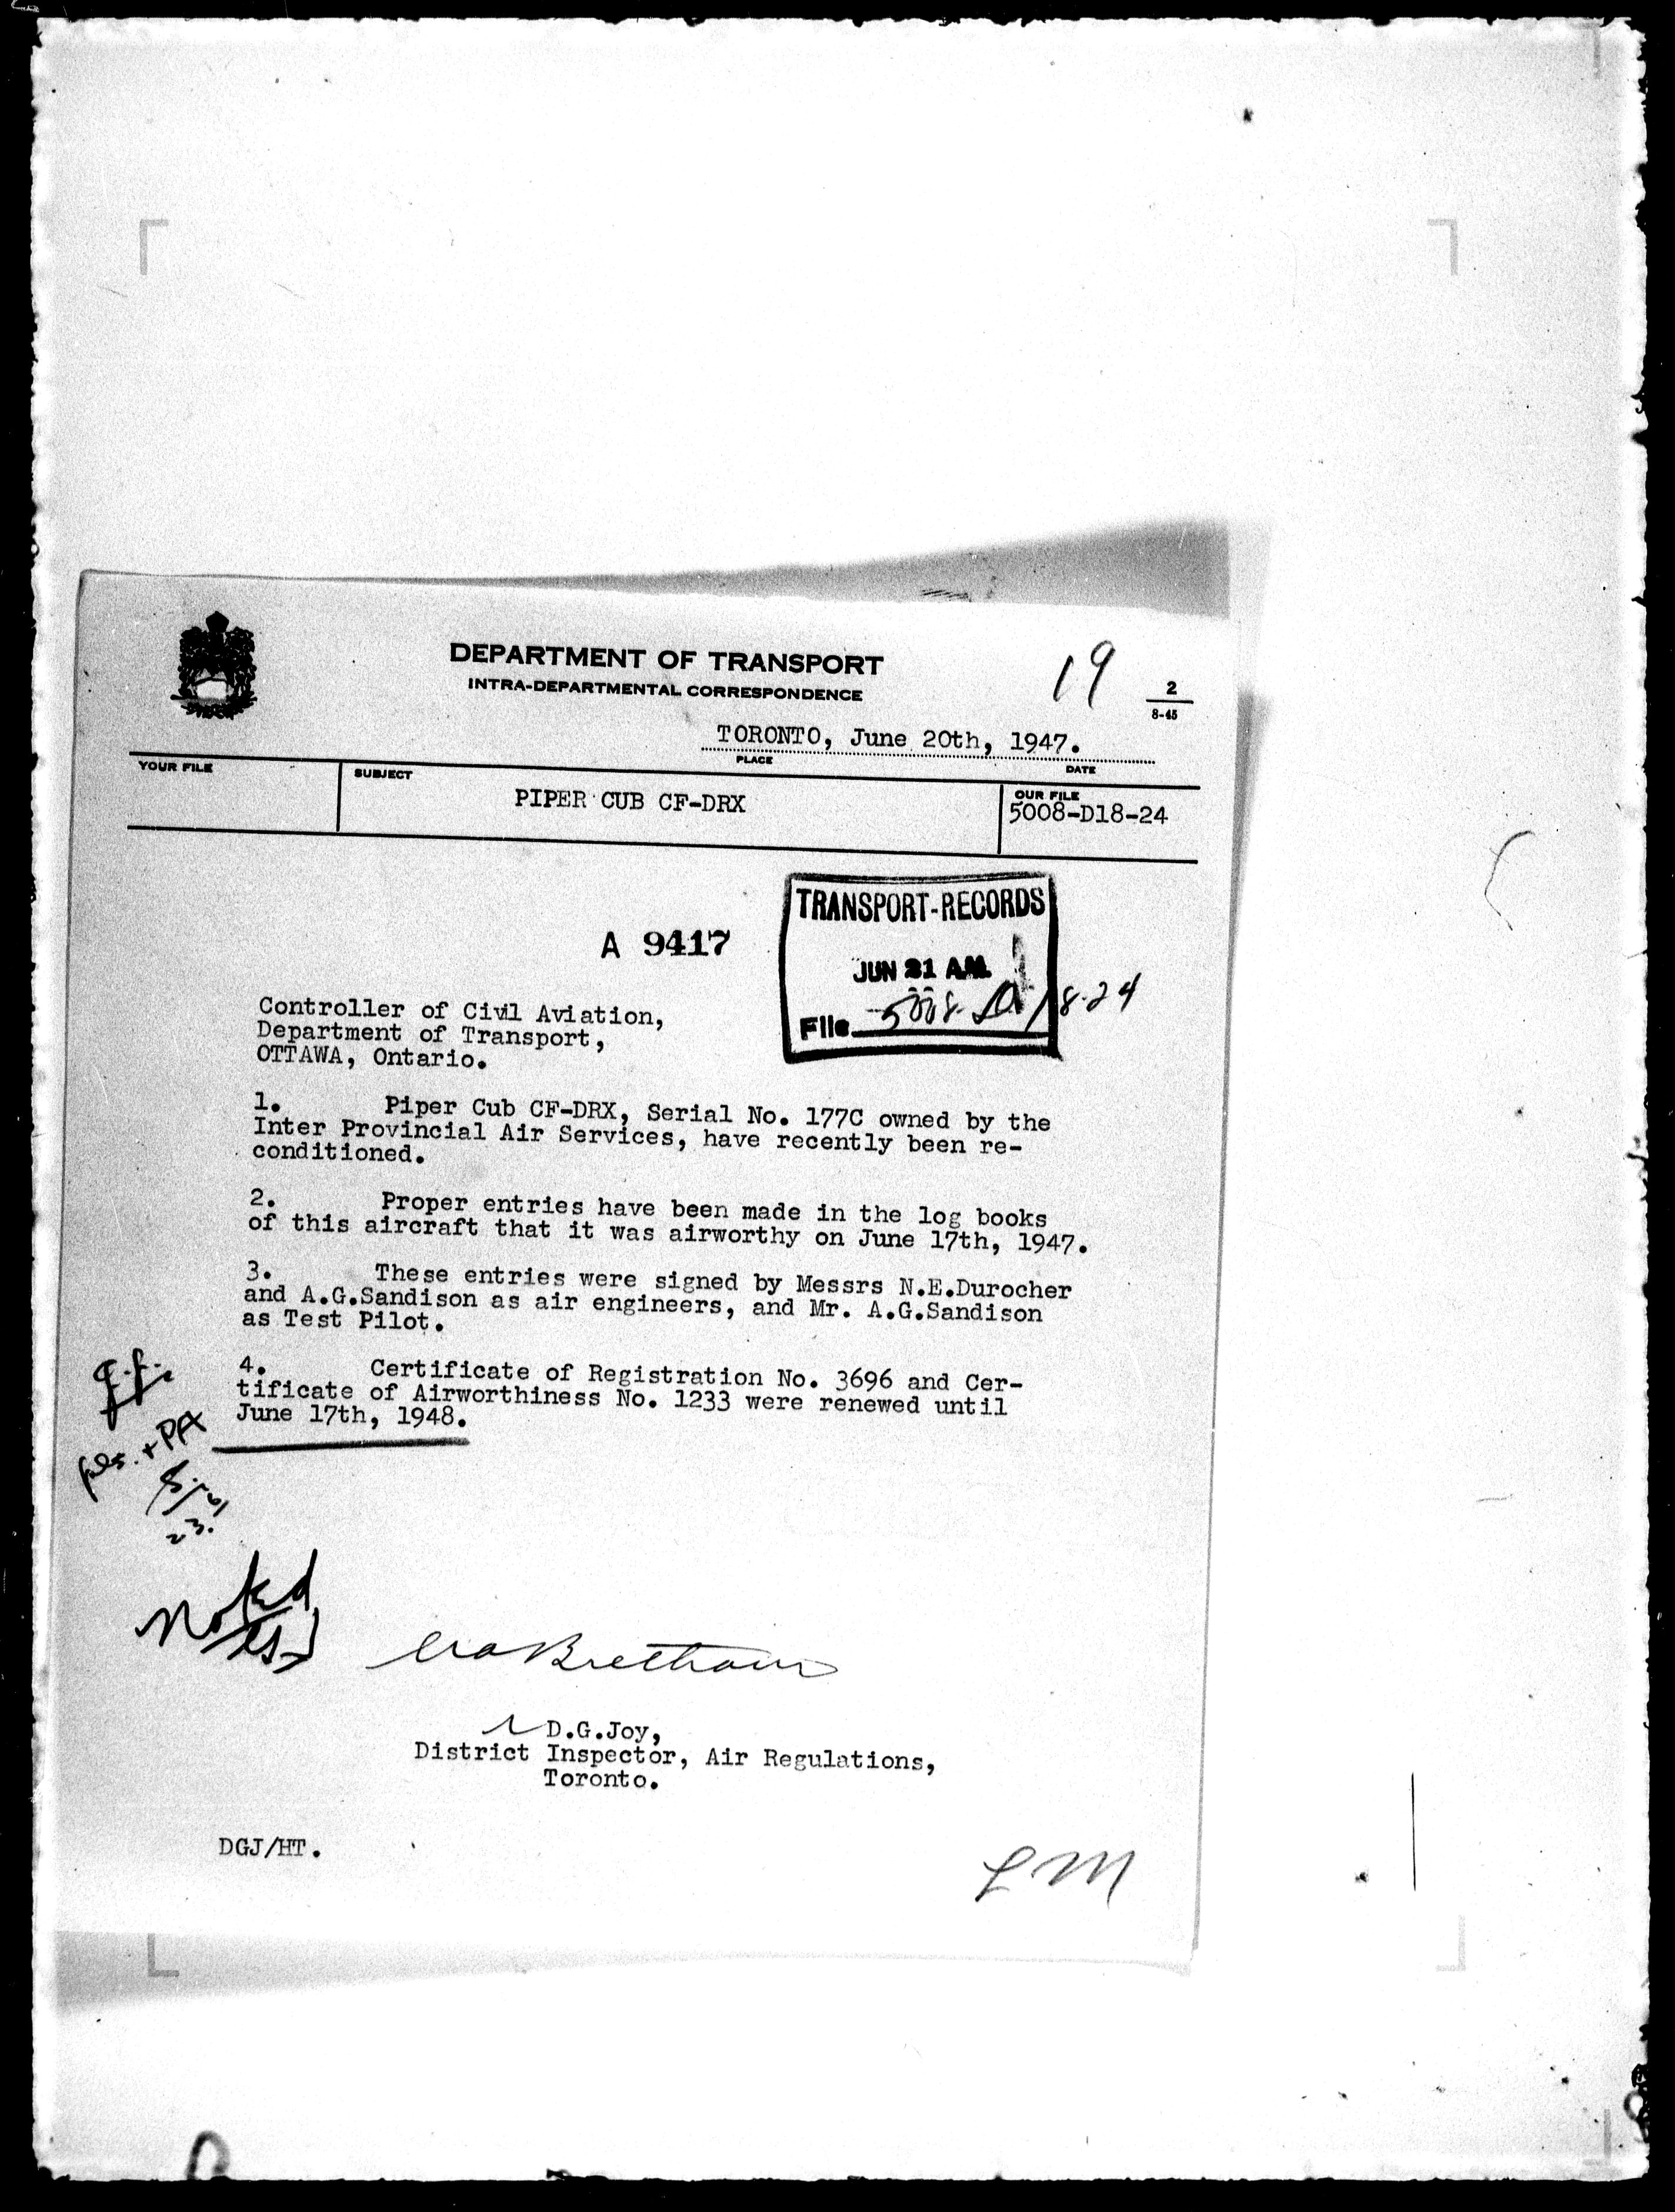 DEPARTMENT OF TRANSPORT
INTRA-DEPARTMENTAL CORRESPONDENCE
19
2
8-45
TORONTO, June 20th, 1947.
PLACE
DATE
YOUR FILE
SUBJECT
PIPER CUB CF-DRX
OUR FILE
5008-D18-24
TRANSPORT-RECORDS
A 9417
JUN 21 A.M.
File 5008-D18-24
Controller of Civil Aviation,
Department of Transport,
OTTAWA, Ontario.
1. Piper Cub CF-DRX, Serial No. 177C owned by the
Inter Provincial Air Services, have recently been re-
conditioned.
2. Proper entries have been made in the log books
of this aircraft that it was airworthy on June 17th, 1947.
3. These entries were signed by Messrs N.E.Durocher
and A.G.Sandison as air engineers, and Mr. A.G.Sandison
as Test Pilot.
4. Certificate of Registration No. 3696 and Cer-
tificate of Airworthiness No. 1233 were renewed until
June 17th, 1948.
+ PA
23.
Noted
D.G.Joy,
District Inspector, Air Regulations,
Toronto.
DGJ/HT.
LM